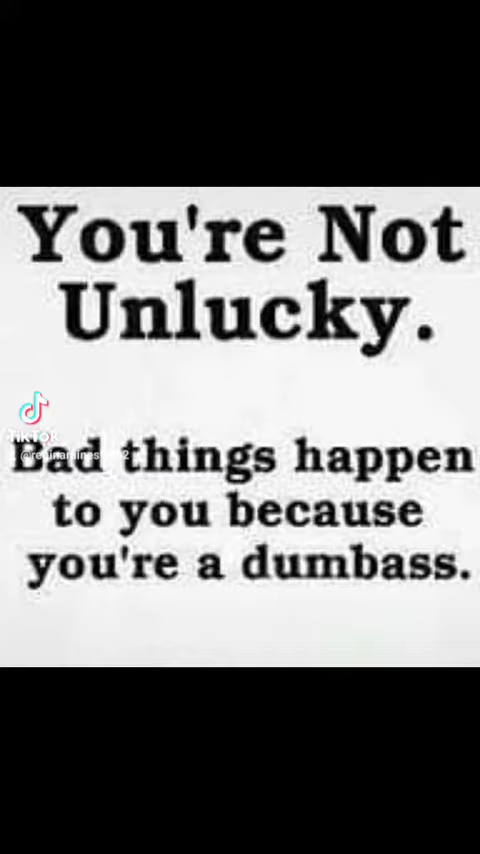 You're Not
Unlucky.
TikTok
Bad things happen
to you because
you're a dumbass.